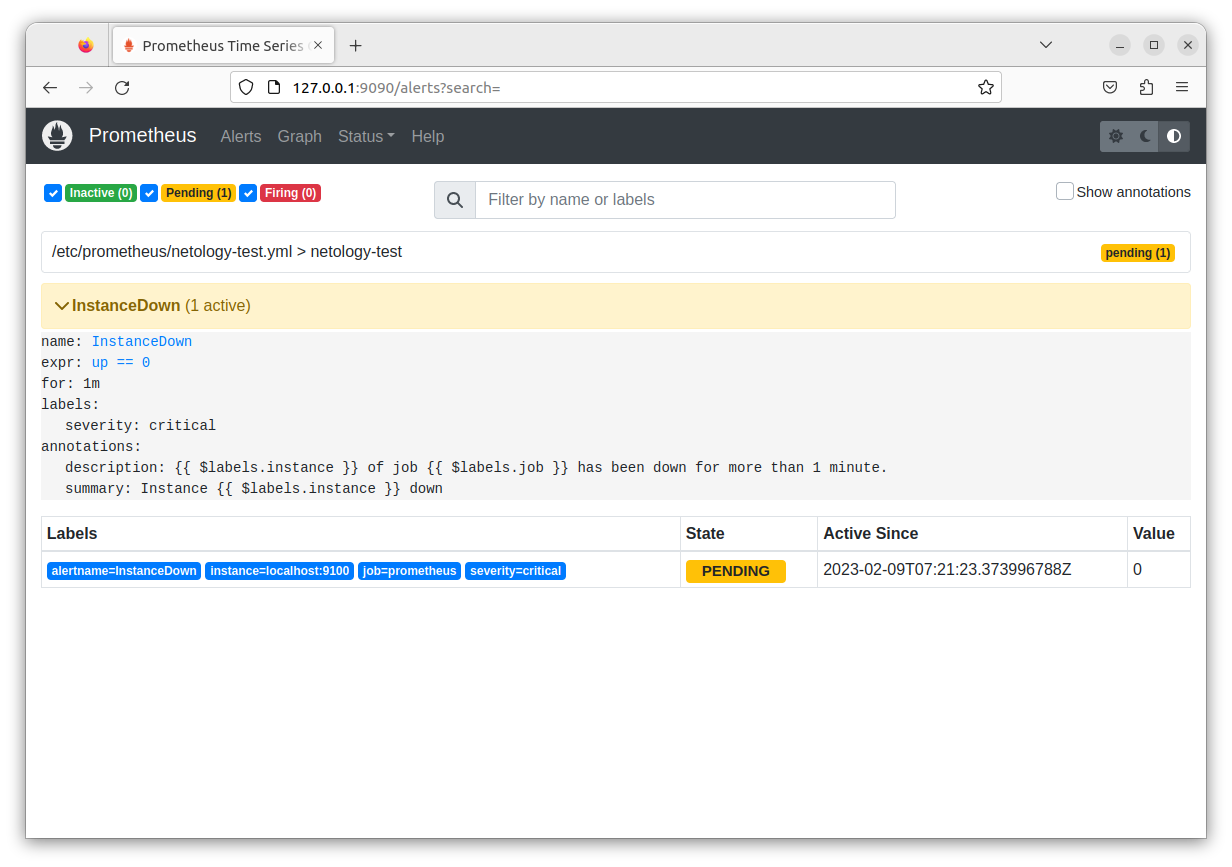 Prometheus Time Series
127.0.0.1:9090/alerts?search=
Prometheus Alerts Graph Status Help
Inactive (0) Pending (1) Firing (0) Filter by name or labels Show annotations
/etc/prometheus/netology-test.yml > netology-test pending (1)
InstanceDown (1 active)
name: InstanceDown
expr: up == 0
for: 1m
labels:
severity: critical
annotations:
description: {{ $labels.instance }} of job {{ $labels.job }} has been down for more than 1 minute.
summary: Instance {{ $labels.instance }} down
Labels State Active Since Value
alertname=InstanceDown instance=localhost:9100 job=prometheus severity=critical PENDING 2023-02-09T07:21:23.373996788Z 0